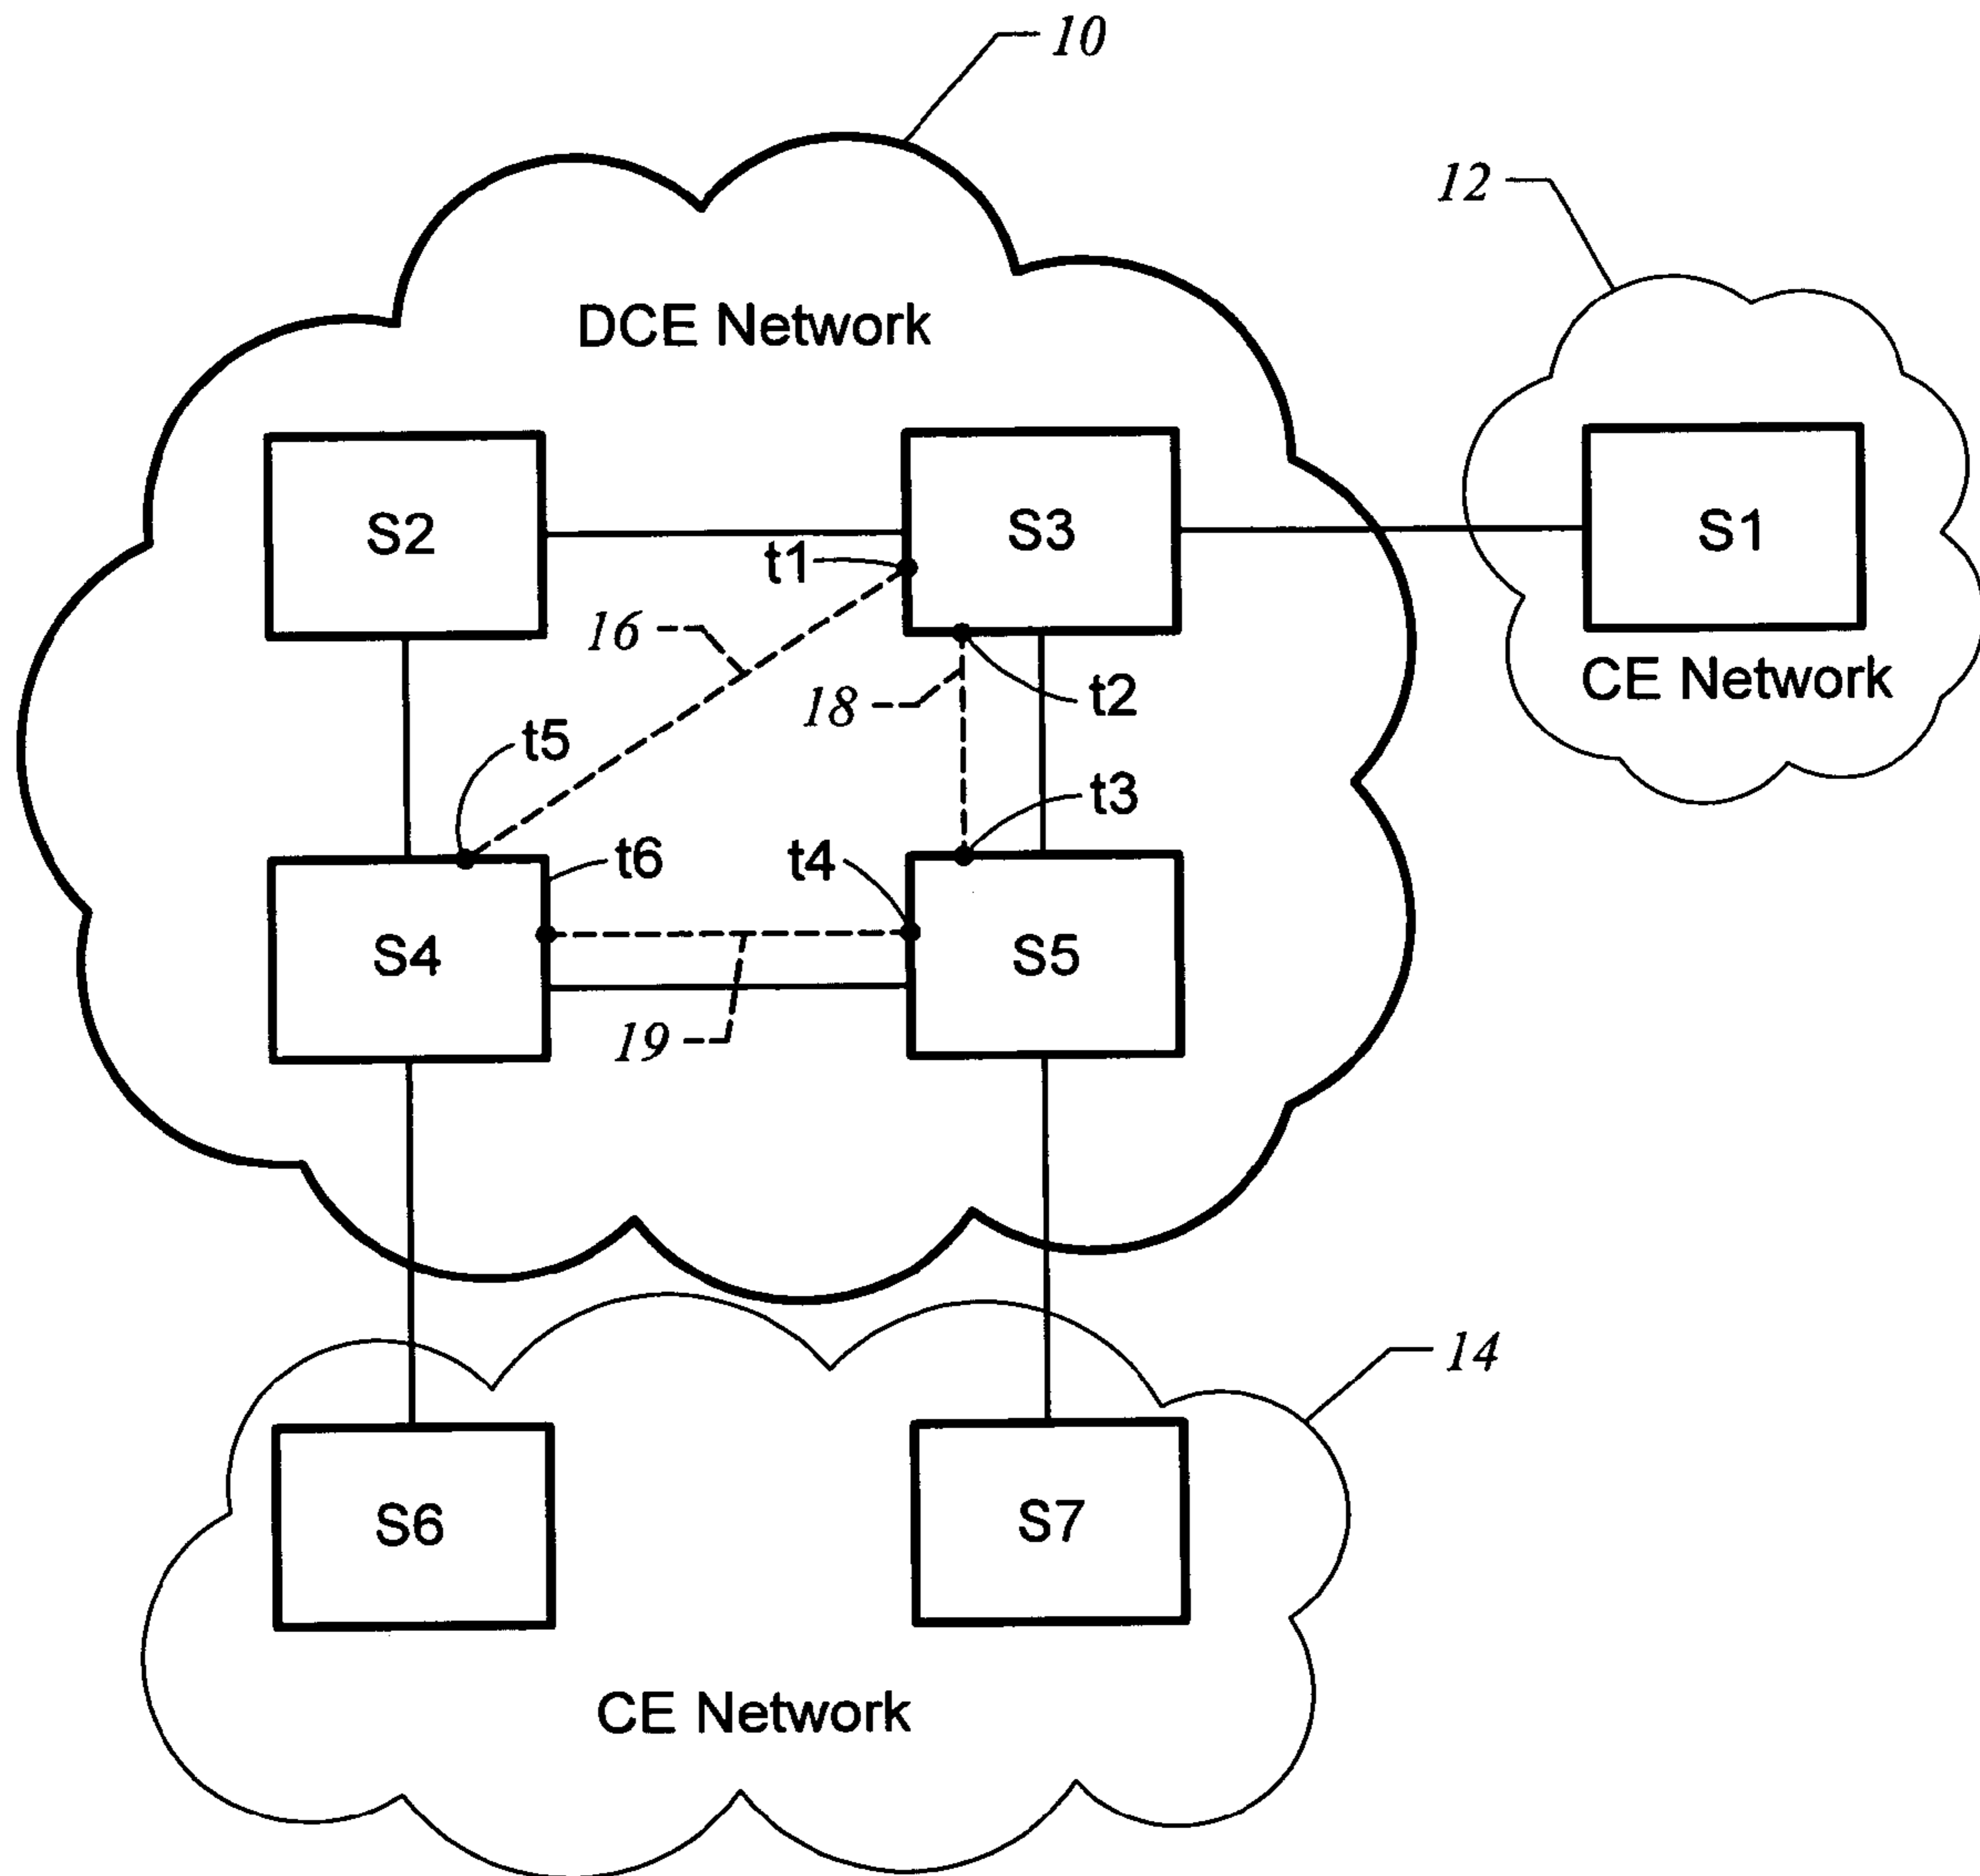 10
12
DCE Network
S2
S3
S1
t1
16
CE Network
18
t2
t5
t3
t6
t4
S4
S5
19
14
S6
S7
CE Network